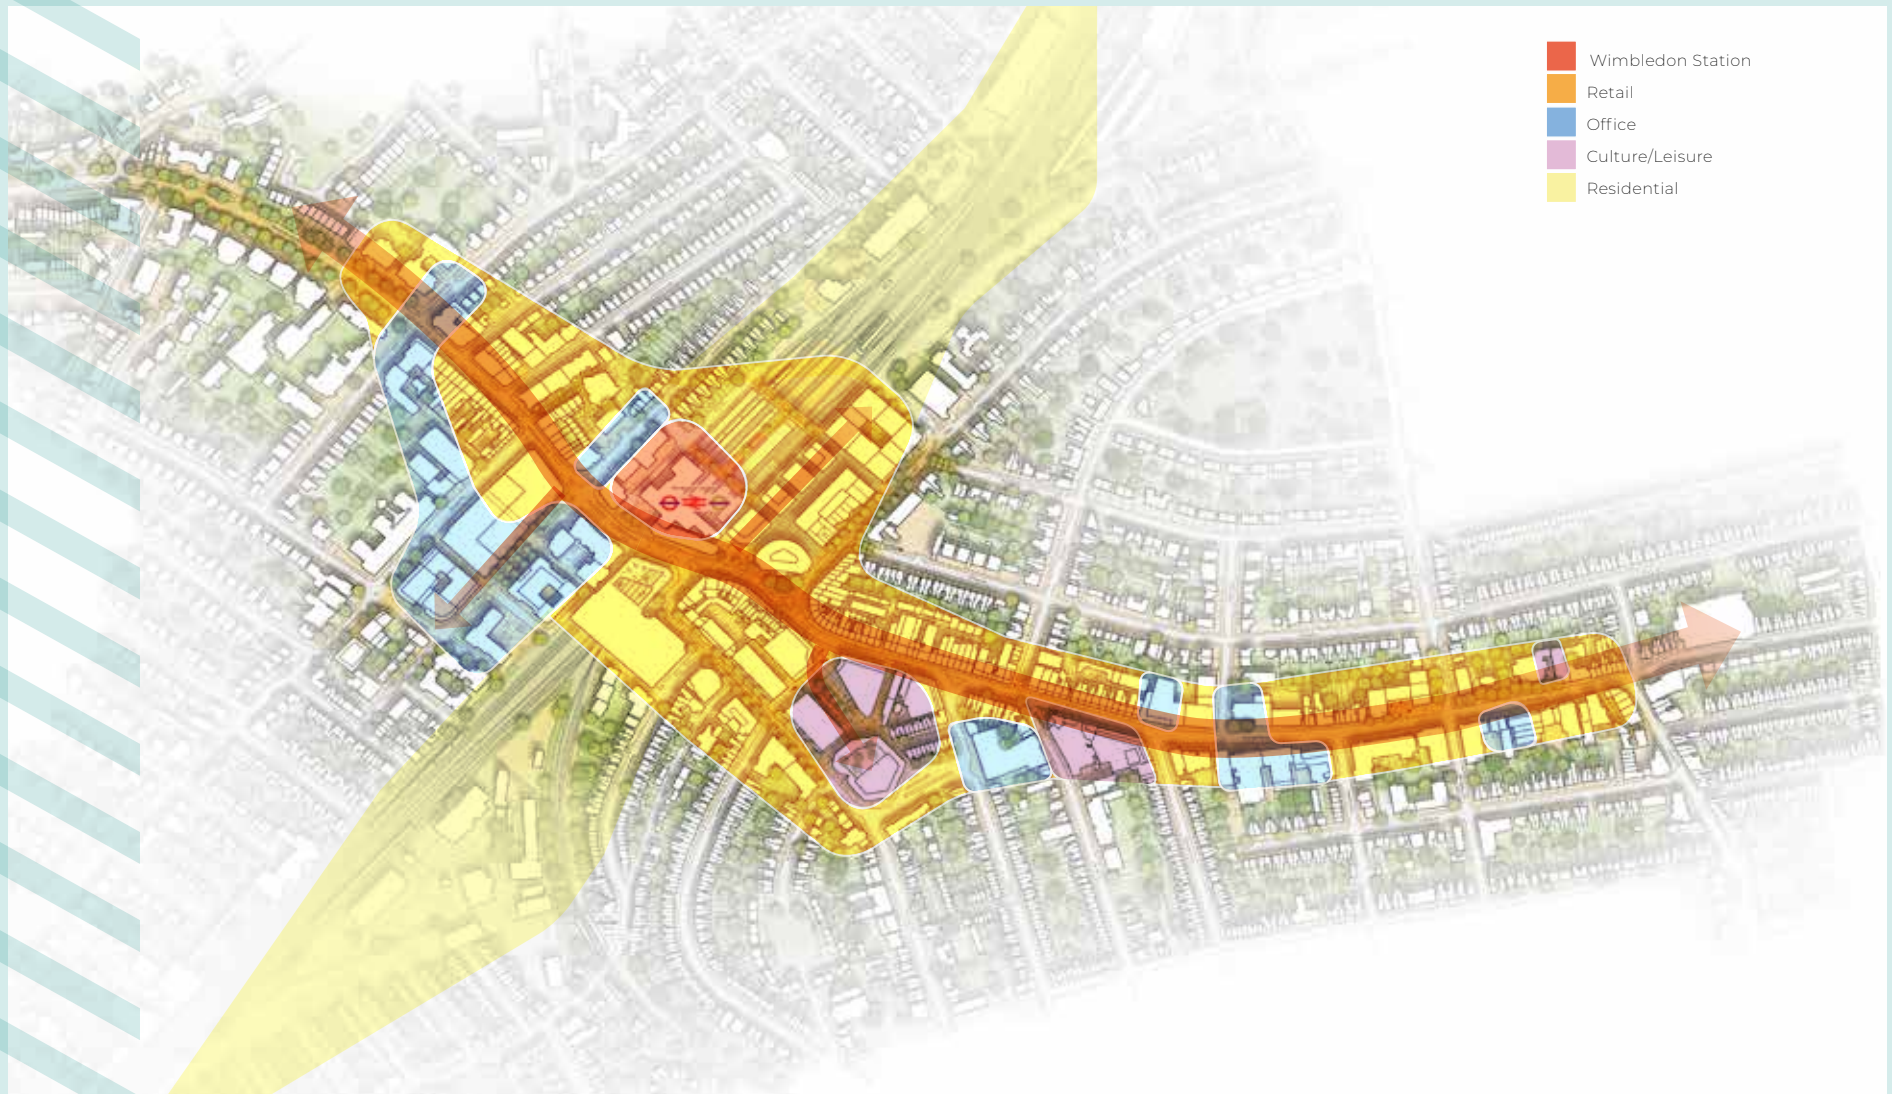 Wimbledon Station
Retail
Office
Culture/Leisure
Residential